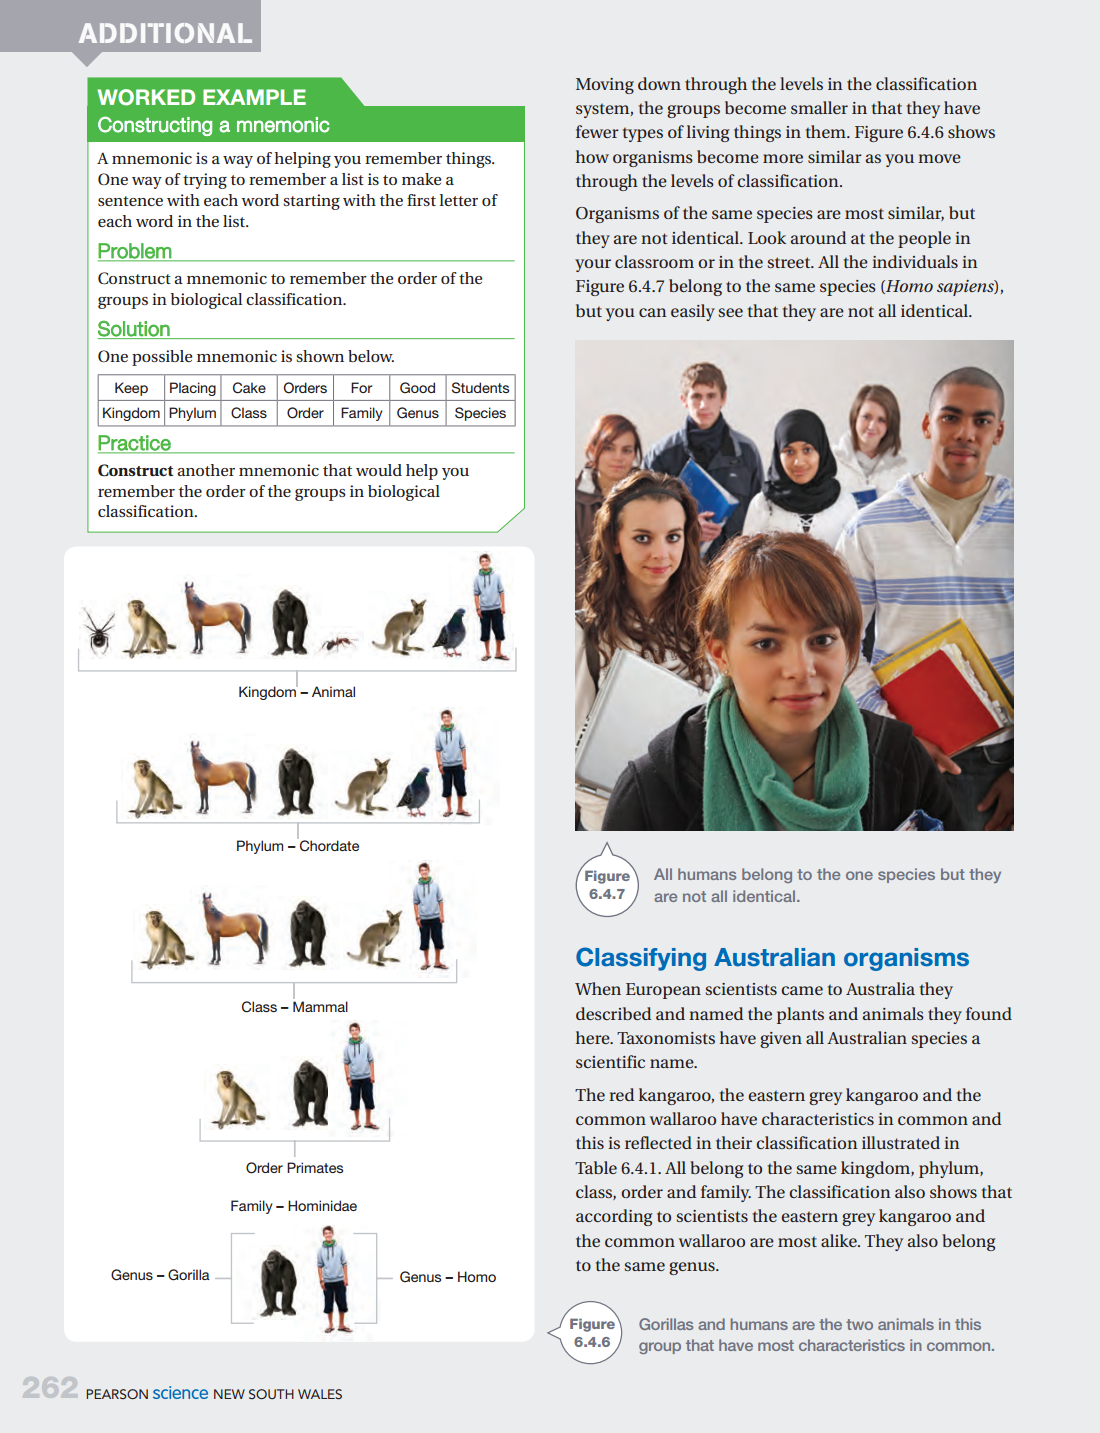 ADDITIONAL
WORKED EXAMPLE
Constructing a mnemonic
A mnemonic is a way of helping you remember things.
One way of trying to remember a list is to make a
sentence with each word starting with the first letter of
each word in the list.
Problem
Construct a mnemonic to remember the order of the
groups in biological classification.
Solution
One possible mnemonic is shown below.
Keep Placing Cake Orders For Good Students
Kingdom Phylum Class Order Family Genus Species
Practice
Construct another mnemonic that would help you
remember the order of the groups in biological
classification.
Kingdom – Animal
Phylum – Chordate
Class – Mammal
Order Primates
Family – Hominidae
Genus – Gorilla
Genus – Homo
Moving down through the levels in the classification
system, the groups become smaller in that they have
fewer types of living things in them. Figure 6.4.6 shows
how organisms become more similar as you move
through the levels of classification.
Organisms of the same species are most similar, but
they are not identical. Look around at the people in
your classroom or in the street. All the individuals in
Figure 6.4.7 belong to the same species (Homo sapiens),
but you can easily see that they are not all identical.
Figure
6.4.7
All humans belong to the one species but they
are not all identical.
Classifying Australian organisms
When European scientists came to Australia they
described and named the plants and animals they found
here. Taxonomists have given all Australian species a
scientific name.
The red kangaroo, the eastern grey kangaroo and the
common wallaroo have characteristics in common and
this is reflected in their classification illustrated in
Table 6.4.1. All belong to the same kingdom, phylum,
class, order and family. The classification also shows that
according to scientists the eastern grey kangaroo and
the common wallaroo are most alike. They also belong
to the same genus.
Figure
6.4.6
Gorillas and humans are the two animals in this
group that have most characteristics in common.
262 PEARSON science NEW SOUTH WALES